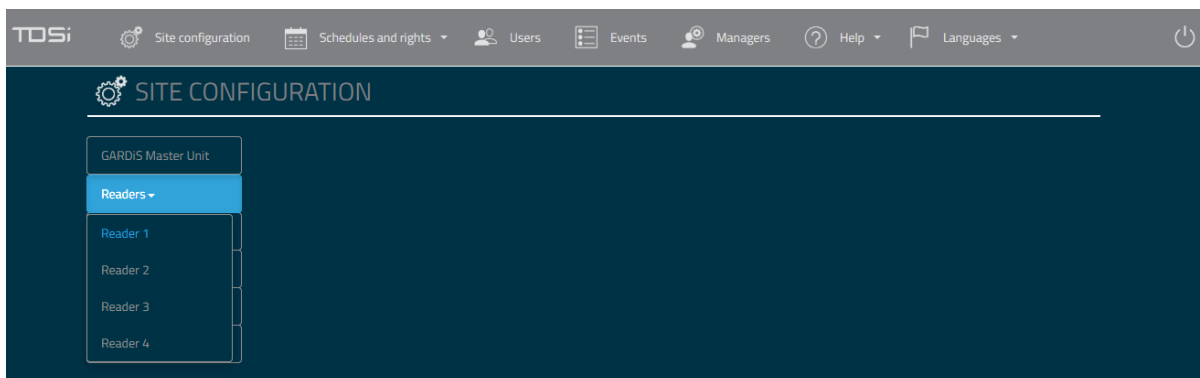 TDSi Site configuration Schedules and rights Users Events Managers Help Languages
SITE CONFIGURATION
GARDiS Master Unit
Readers
Reader 1
Reader 2
Reader 3
Reader 4